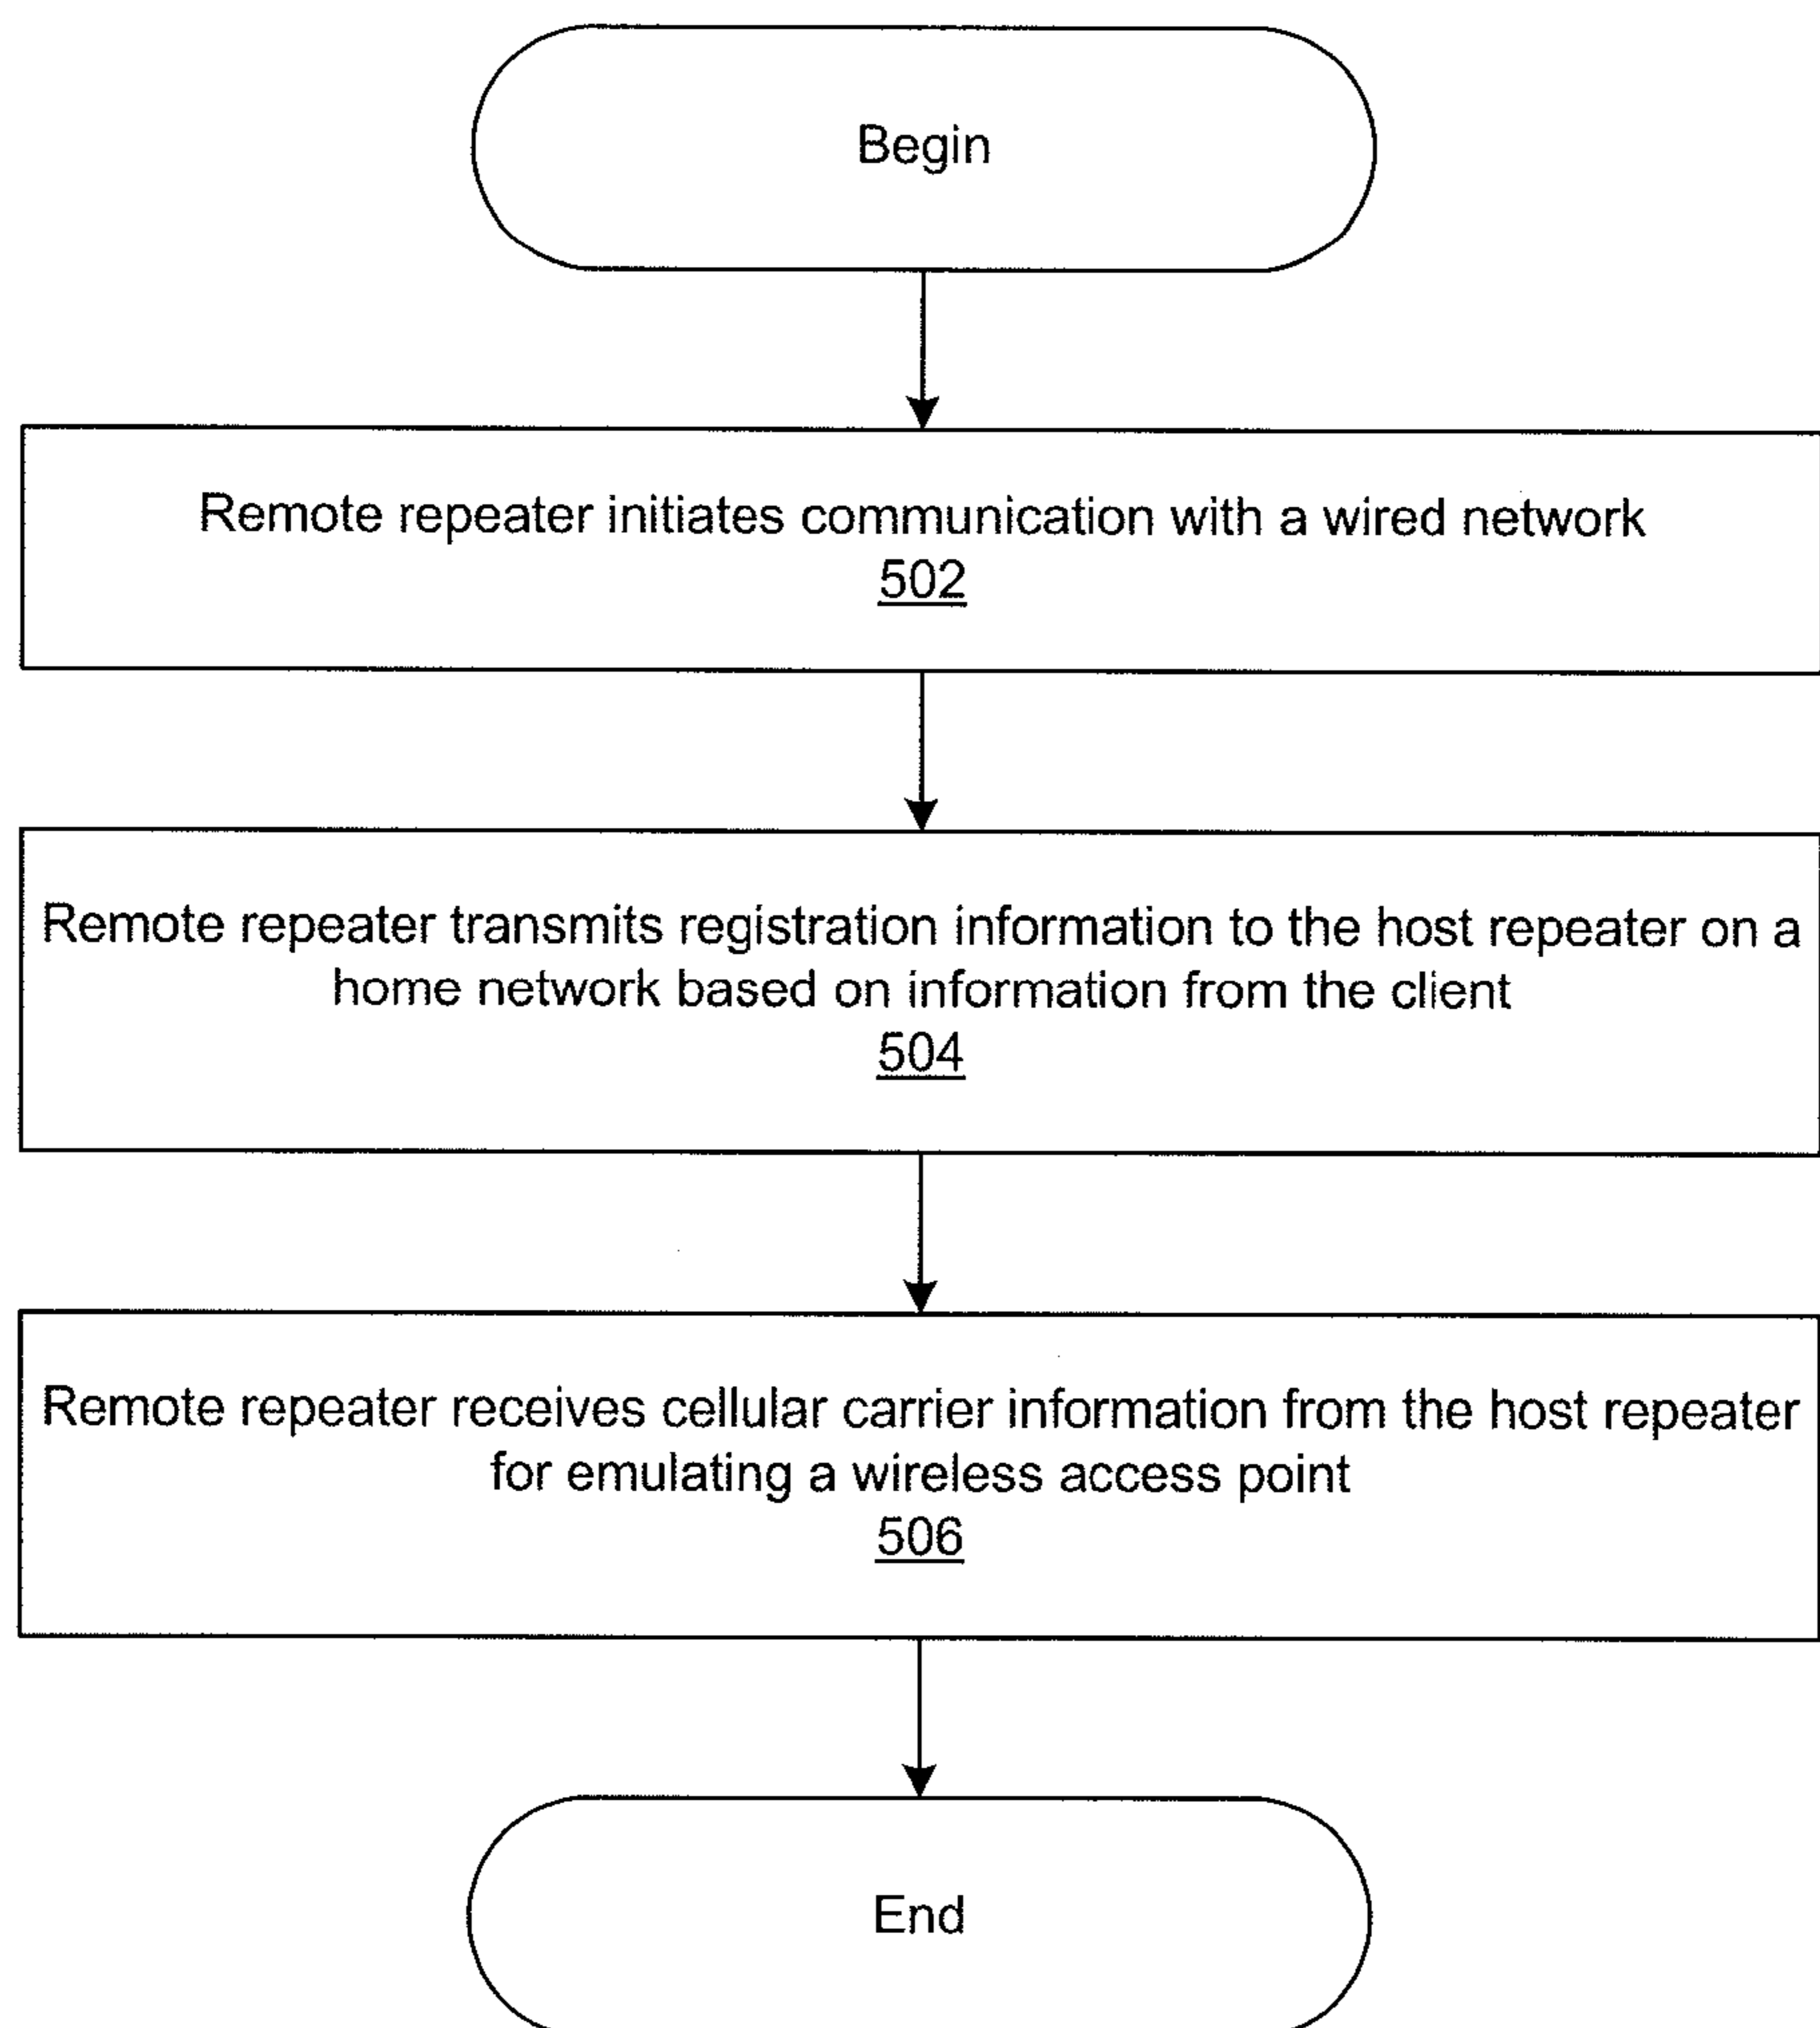 Begin
Remote repeater initiates communication with a wired network
502
Remote repeater transmits registration information to the host repeater on a
home network based on information from the client
504
Remote repeater receives cellular carrier information from the host repeater
for emulating a wireless access point
506
End